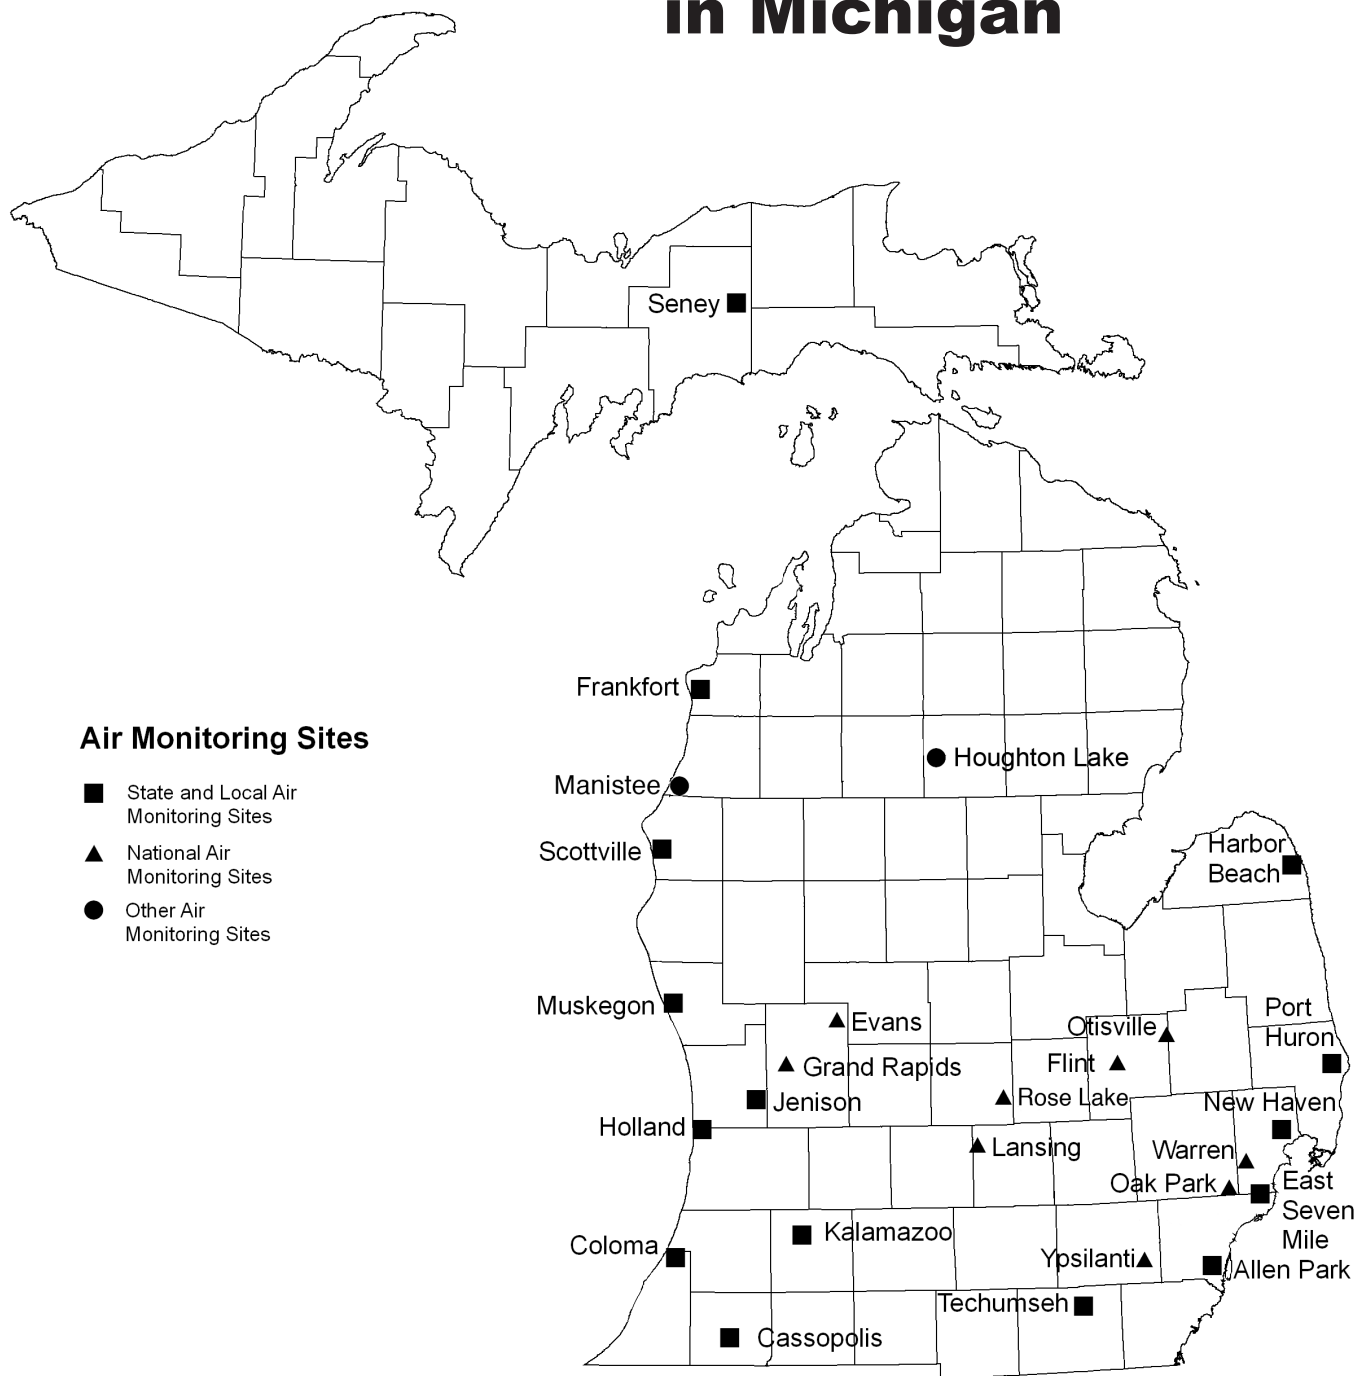 in Michigan
Seney
Frankfort
Air Monitoring Sites
Houghton Lake
Manistee
State and Local Air
Monitoring Sites
Scottville
Harbor
Beach
National Air
Monitoring Sites
Other Air
Monitoring Sites
Muskegon
Evans
Otisville
Port
Huron
Grand Rapids
Flint
Jenison
Rose Lake
New Haven
Holland
Lansing
Warren
Oak Park
East
Seven
Mile
Kalamazoo
Coloma
Ypsilanti
Allen Park
Techumseh
Cassopolis